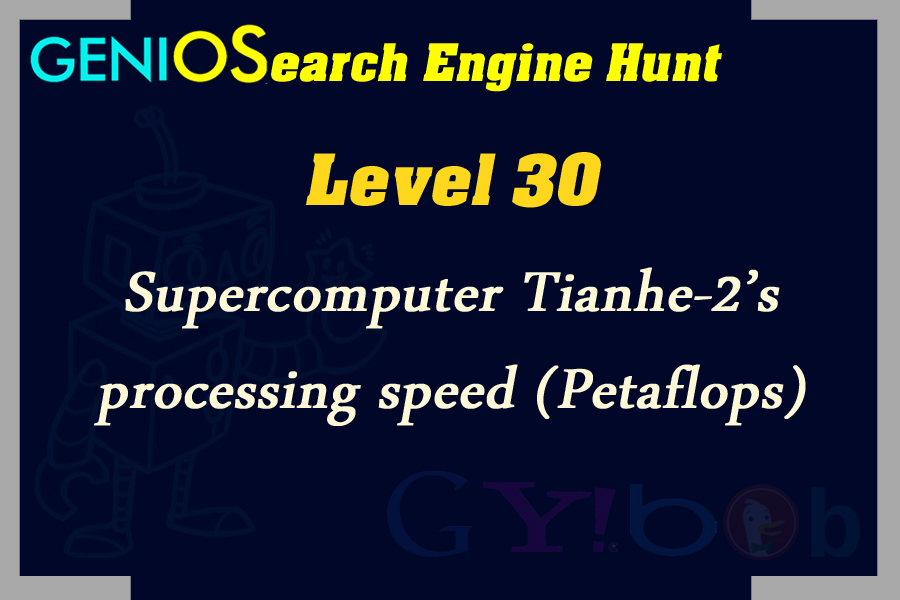 GENIOSearch Engine Hunt
Level 30
Supercomputer Tianhe-2’s
processing speed (Petaflops)
G Y! b b